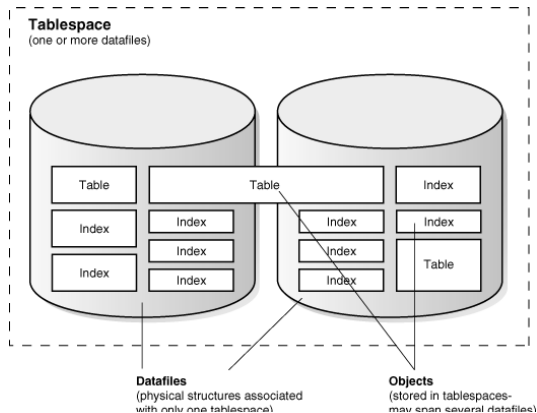 Tablespace
(one or more datafiles)
Table
Table
Index
Index
Index
Index
Index
Index
Index
Index
Table
Index
Index
Index
Datafiles
(physical structures associated
with only one tablespace)
Objects
(stored in tablespaces-
may span several datafiles)